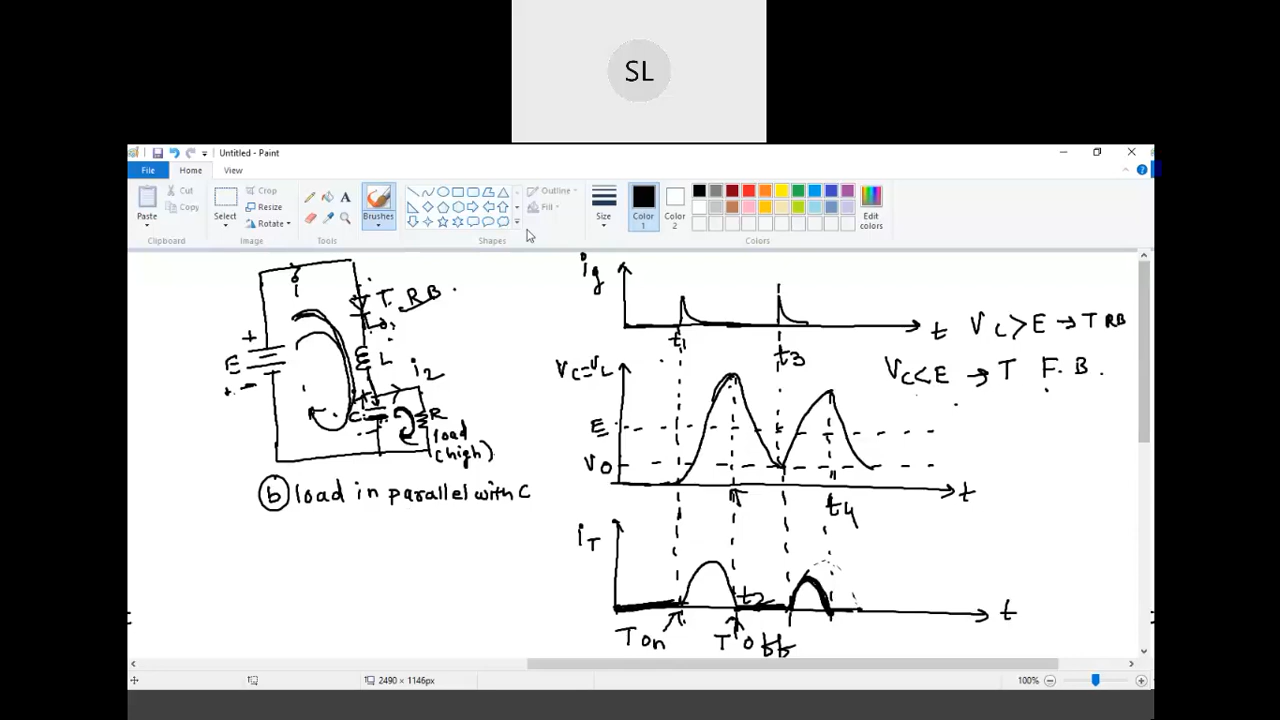 SL
Untitled - Paint
File Home View
Cut
Copy
Paste
Clipboard
Crop
Resize
Rotate
Select
Image
Tools
Brushes
Shapes
Outline
Fill
Size
Color 1
Color 2
Edit colors
Colors
i
T RB
E
+ -
L
i2
C
R
load
(high)
(b) load in parallel with C
ig
t1
t3
t
Vc > E → T RB
Vc < E → T F.B.
Vc=VL
E
V0
t
t4
iT
t2
t
T on
T Off
2490 × 1146px
100%